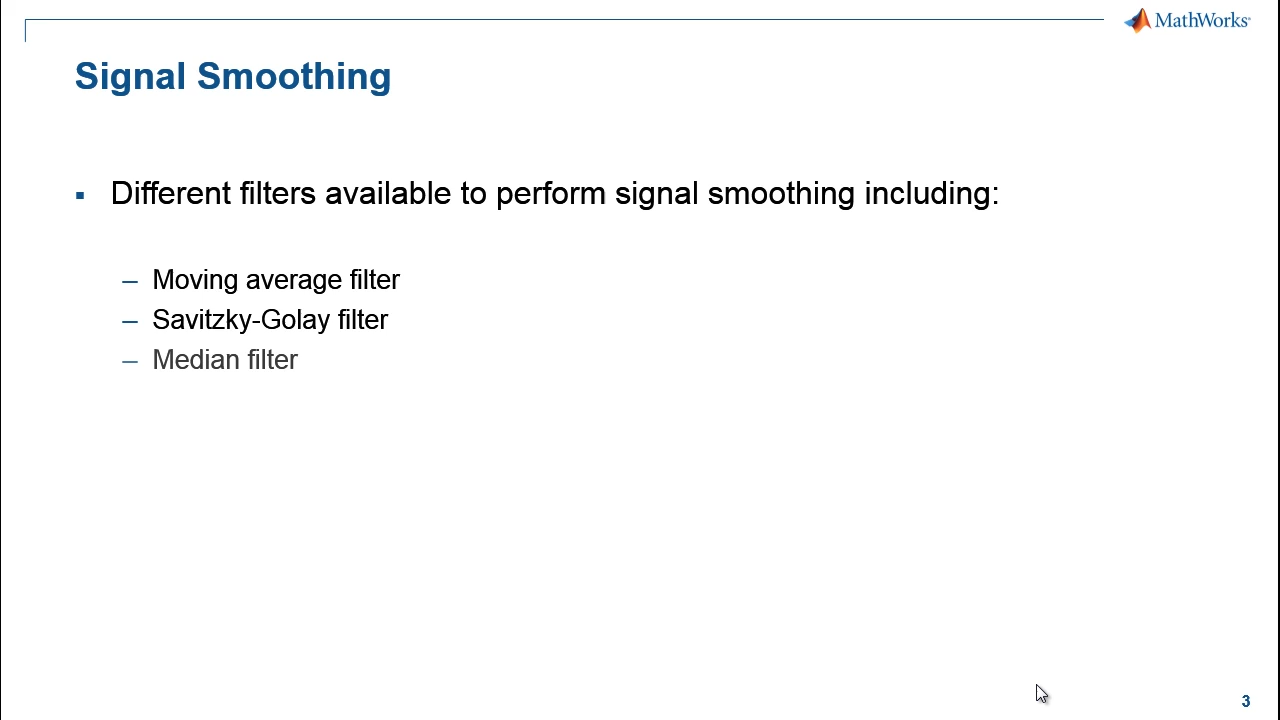 MathWorks®
Signal Smoothing
▪ Different filters available to perform signal smoothing including:
– Moving average filter
– Savitzky-Golay filter
– Median filter
3